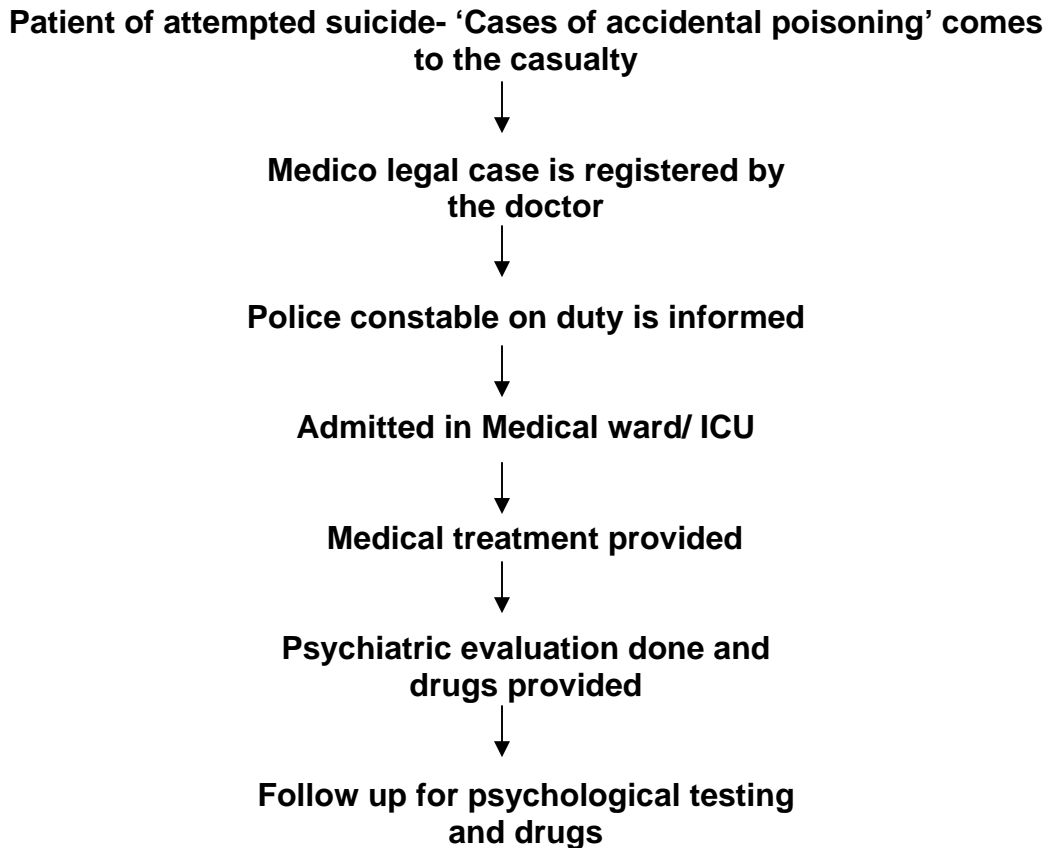 Patient of attempted suicide- ‘Cases of accidental poisoning’ comes
to the casualty
Medico legal case is registered by
the doctor
Police constable on duty is informed
Admitted in Medical ward/ ICU
Medical treatment provided
Psychiatric evaluation done and
drugs provided
Follow up for psychological testing
and drugs